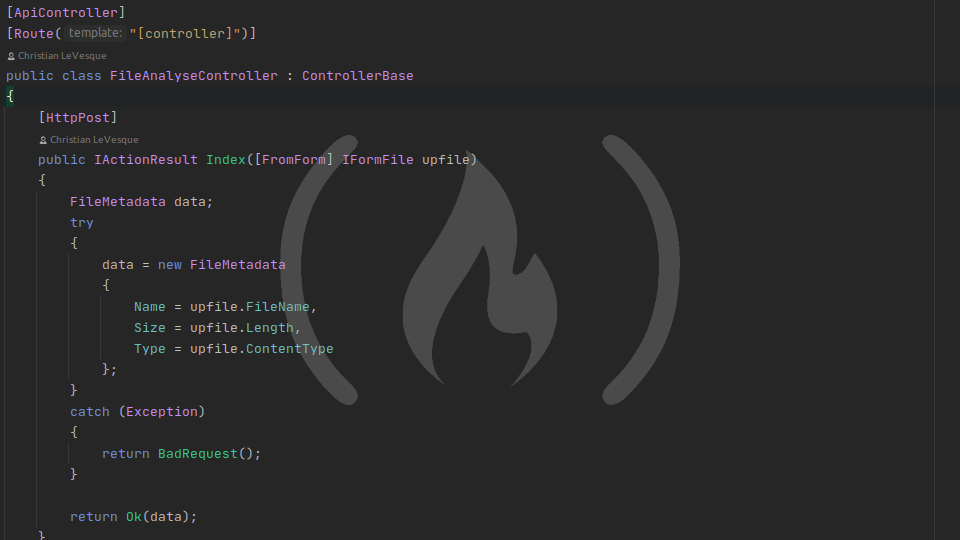 [ApiController]
[Route(template: "[controller]")]
Christian LeVesque
public class FileAnalyseController : ControllerBase
{
[HttpPost]
Christian LeVesque
public IActionResult Index([FromForm] IFormFile upfile)
{
FileMetadata data;
try
{
data = new FileMetadata
{
Name = upfile.FileName,
Size = upfile.Length,
Type = upfile.ContentType
};
}
catch (Exception)
{
return BadRequest();
}
return Ok(data);
}